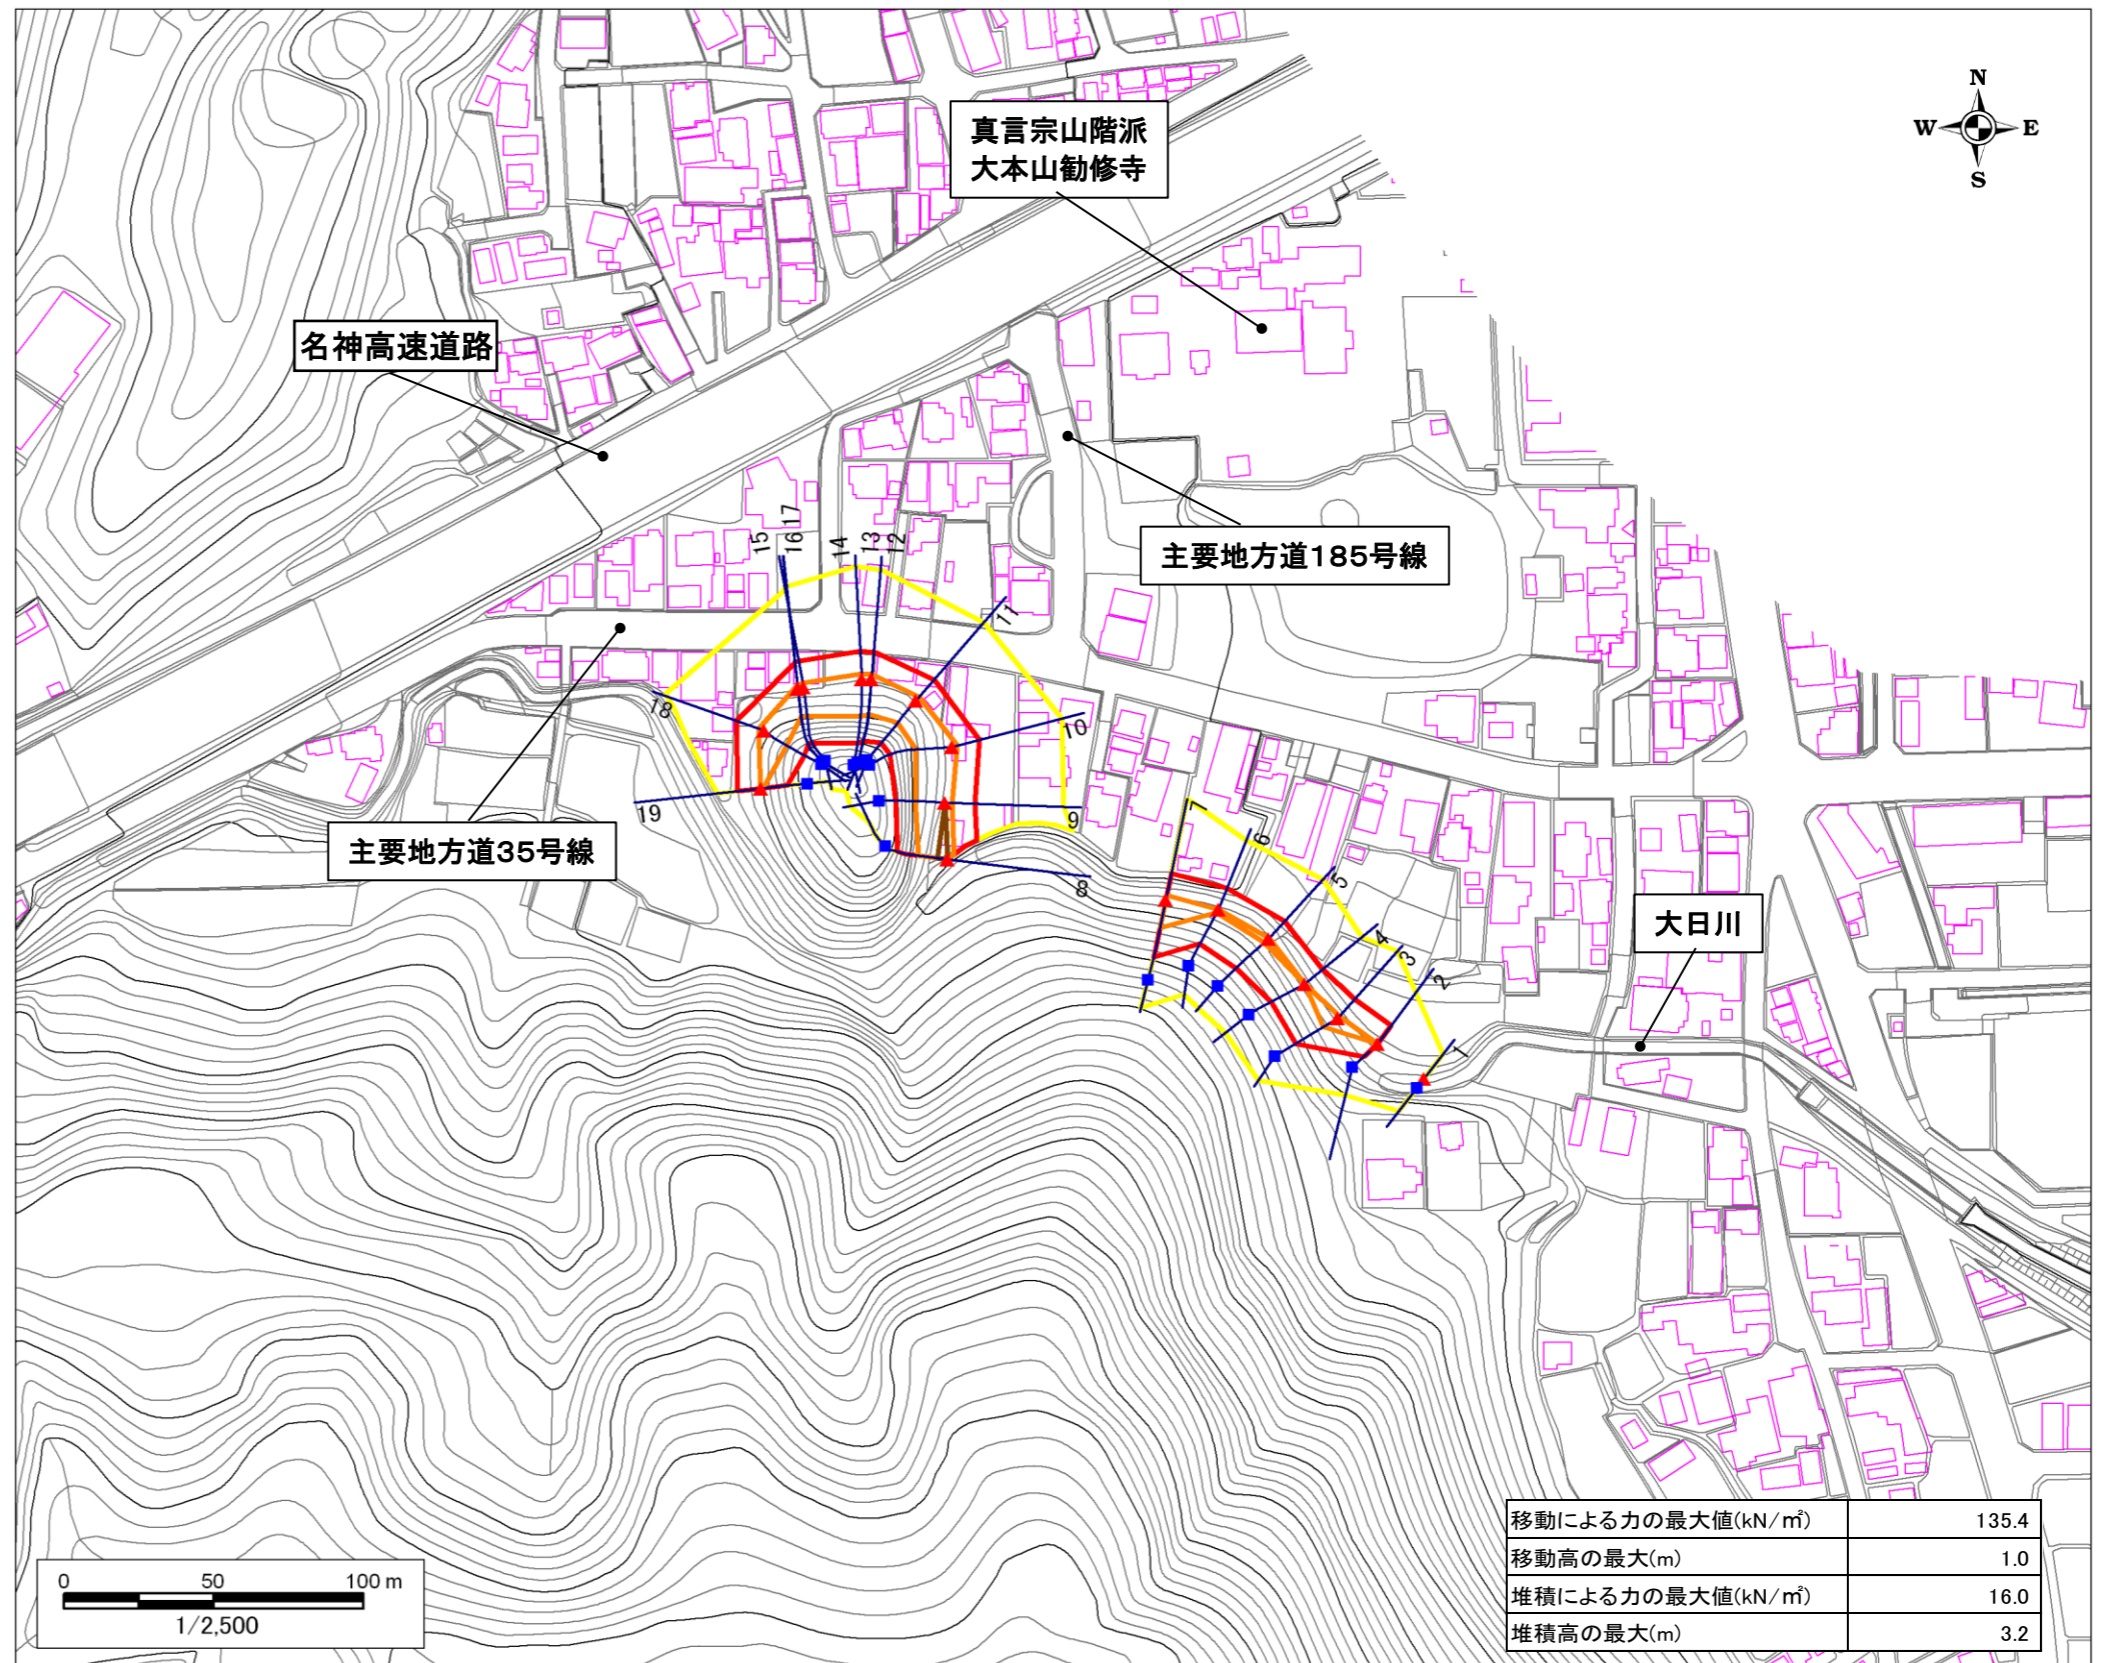 N
W E
S
真言宗山階派
大本山勧修寺
名神高速道路
主要地方道185号線
15
16
17
14
13
12
11
18
10
19
9
8
7
6
5
4
3
2
1
主要地方道35号線
大日川
移動による力の最大値(kN/㎡) 135.4
移動高の最大(m) 1.0
堆積による力の最大値(kN/㎡) 16.0
堆積高の最大(m) 3.2
0 50 100 m
1/2,500